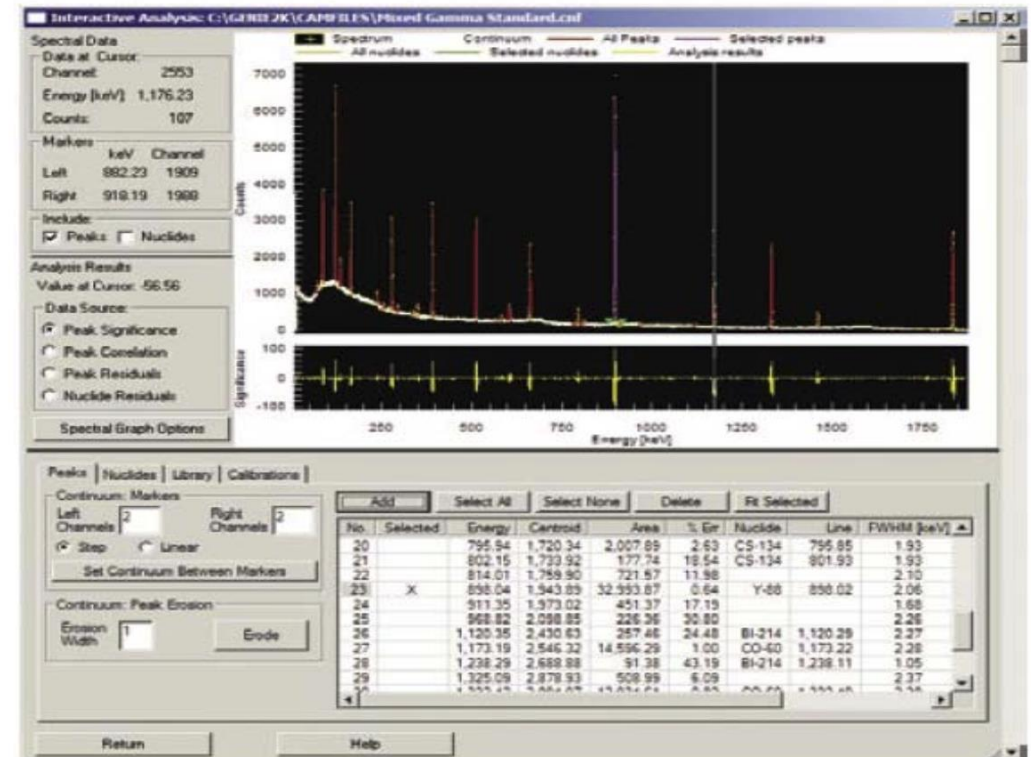 Interactive Analysis: C:\GENIE2K\CAMFILES\Mixed Gamma Standard.cnf
Spectral Data
Data at Cursor:
Channel: 2553
Energy [keV] 1,176.23
Counts: 107
Markers
keV Channel
Left 882.23 1909
Right 918.19 1988
Include:
Peaks Nuclides
Analysis Results
Value at Cursor: -56.56
Data Source:
Peak Significance
Peak Correlation
Peak Residuals
Nuclide Residuals
Spectral Graph Options
Spectrum Continuum All Peaks Selected peaks
All nuclides Selected nuclides Analysis results
7000
6000
5000
4000
3000
2000
1000
0
Counts
100
0
-100
Significance
250 500 750 1000 1250 1500 1750
Energy [keV]
Peaks Nuclides Library Calibrations
Continuum: Markers
Left Channels 2 Right Channels 2
Step Linear
Set Continuum Between Markers
Continuum: Peak Erosion
Erosion Width 1 Erode
Add Select All Select None Delete Fit Selected
No. Selected Energy Centroid Area % Err Nuclide Line FWHM [keV]
20 795.94 1,720.34 2,007.89 2.63 CS-134 795.85 1.93
21 802.15 1,733.92 177.74 18.54 CS-134 801.93 1.93
22 814.01 1,759.90 721.57 11.98 2.10
23 X 898.04 1,943.89 32,993.87 0.64 Y-88 898.02 2.06
24 911.35 1,973.02 451.37 17.19 1.68
25 968.82 2,098.85 226.36 30.80 2.26
26 1,120.35 2,430.63 257.46 24.48 BI-214 1,120.29 2.27
27 1,173.19 2,546.32 14,596.29 1.00 CO-60 1,173.22 2.28
28 1,238.29 2,688.88 91.38 43.19 BI-214 1,238.11 1.05
29 1,325.09 2,878.93 508.99 6.09 2.37
Return Help